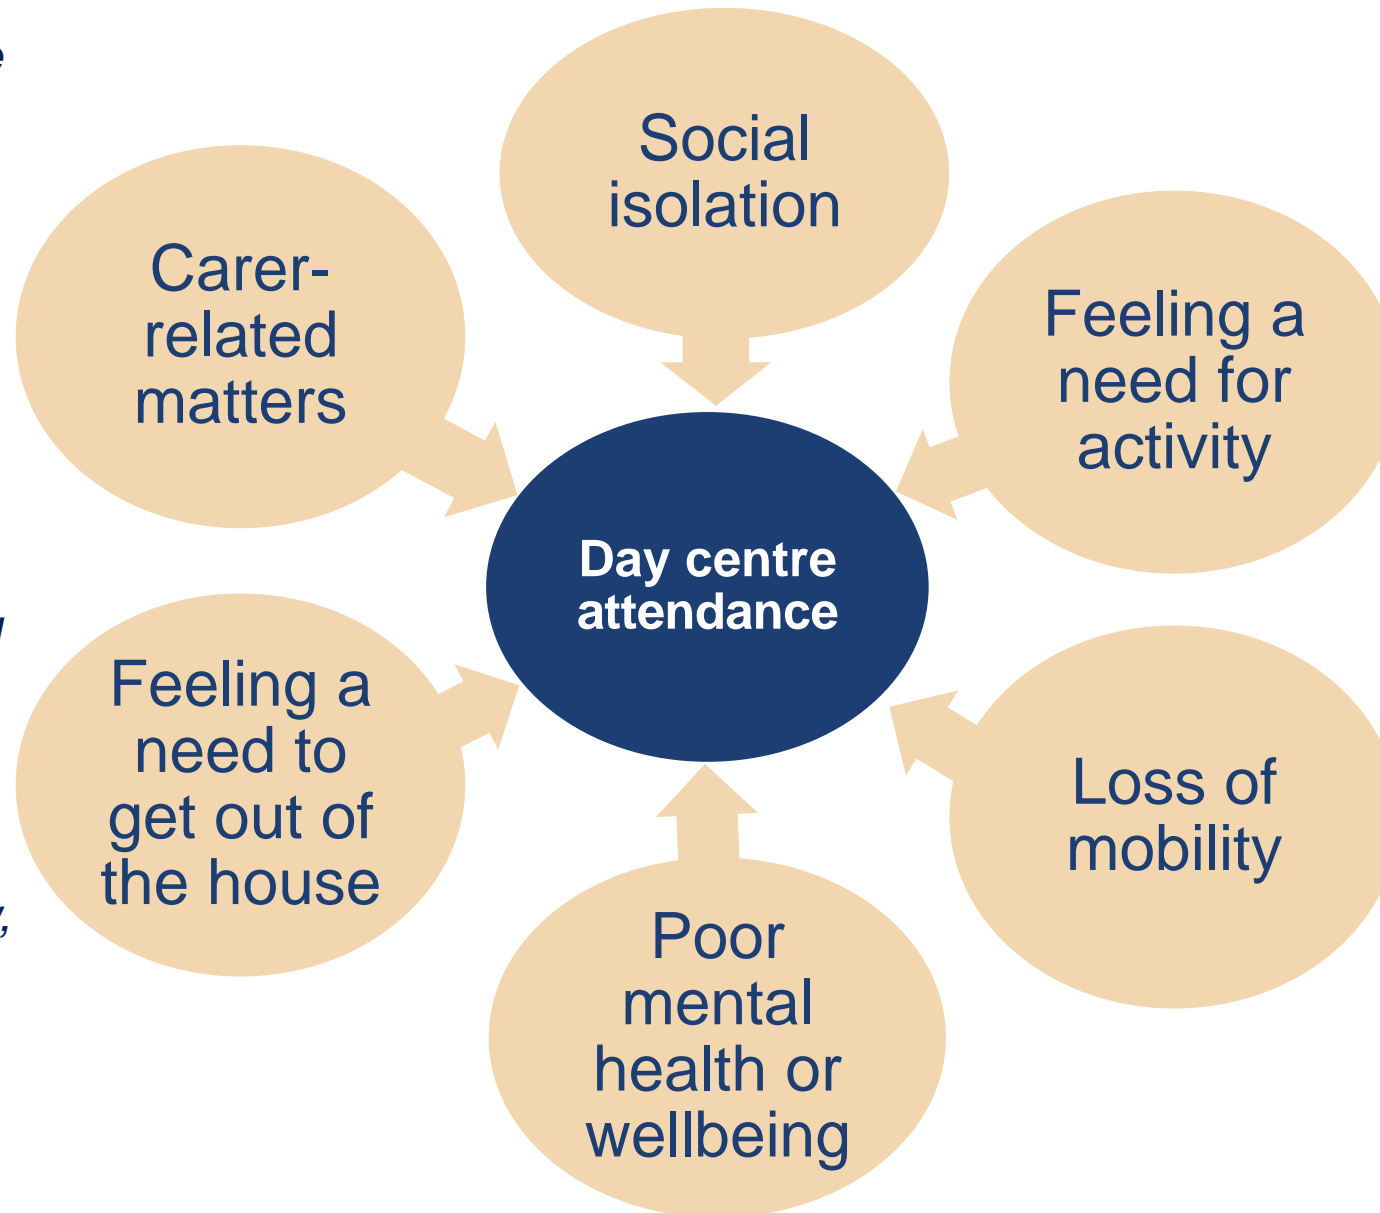 Social
isolation
Carer-
related
matters
Feeling a
need for
activity
Day centre
attendance
Feeling a
need to
get out of
the house
Loss of
mobility
Poor
mental
health or
wellbeing